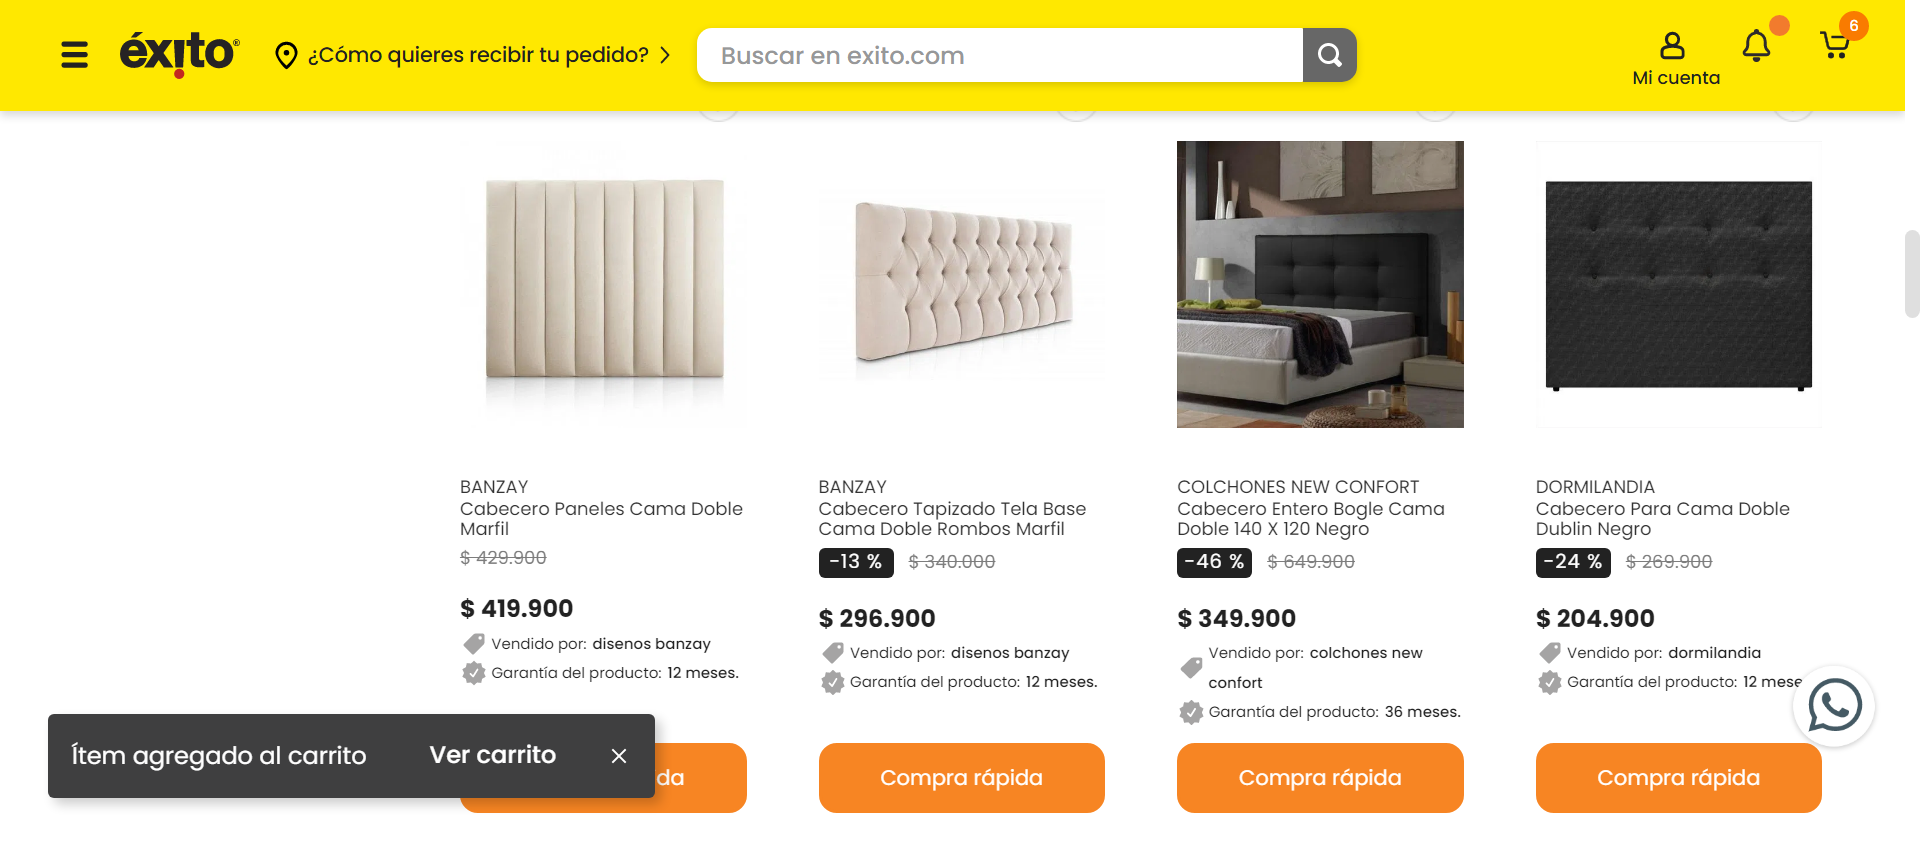 éxito®
¿Cómo quieres recibir tu pedido?
Buscar en exito.com
Mi cuenta
6
BANZAY
Cabecero Paneles Cama Doble
Marfil
$ 429.900
$ 419.900
Vendido por: disenos banzay
Garantía del producto: 12 meses.
da
BANZAY
Cabecero Tapizado Tela Base
Cama Doble Rombos Marfil
-13 % $ 340.000
$ 296.900
Vendido por: disenos banzay
Garantía del producto: 12 meses.
Compra rápida
COLCHONES NEW CONFORT
Cabecero Entero Bogle Cama
Doble 140 X 120 Negro
-46 % $ 649.900
$ 349.900
Vendido por: colchones new
confort
Garantía del producto: 36 meses.
Compra rápida
DORMILANDIA
Cabecero Para Cama Doble
Dublin Negro
-24 % $ 269.900
$ 204.900
Vendido por: dormilandia
Garantía del producto: 12 mese
Compra rápida
Ítem agregado al carrito Ver carrito